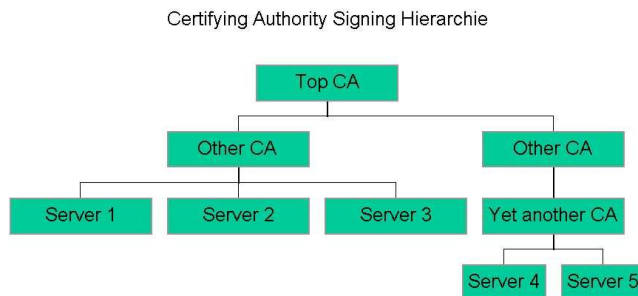 Certifying Authority Signing Hierarchie
Top CA
Other CA
Other CA
Server 1
Server 2
Server 3
Yet another CA
Server 4
Server 5